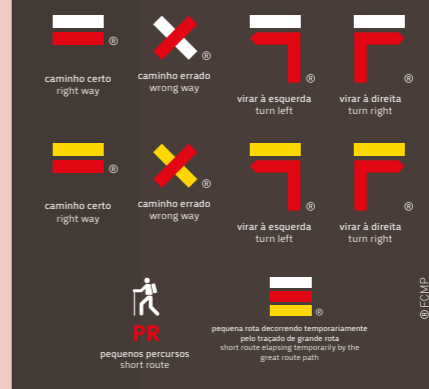 ®
caminho certo
right way
®
caminho errado
wrong way
®
virar à esquerda
turn left
®
virar à direita
turn right
®
caminho certo
right way
®
caminho errado
wrong way
®
virar à esquerda
turn left
®
virar à direita
turn right
PR
pequenos percursos
short route
®
pequena rota decorrendo temporariamente
pelo traçado de grande rota
short route elapsing temporarily by the
great route path
® FCMP